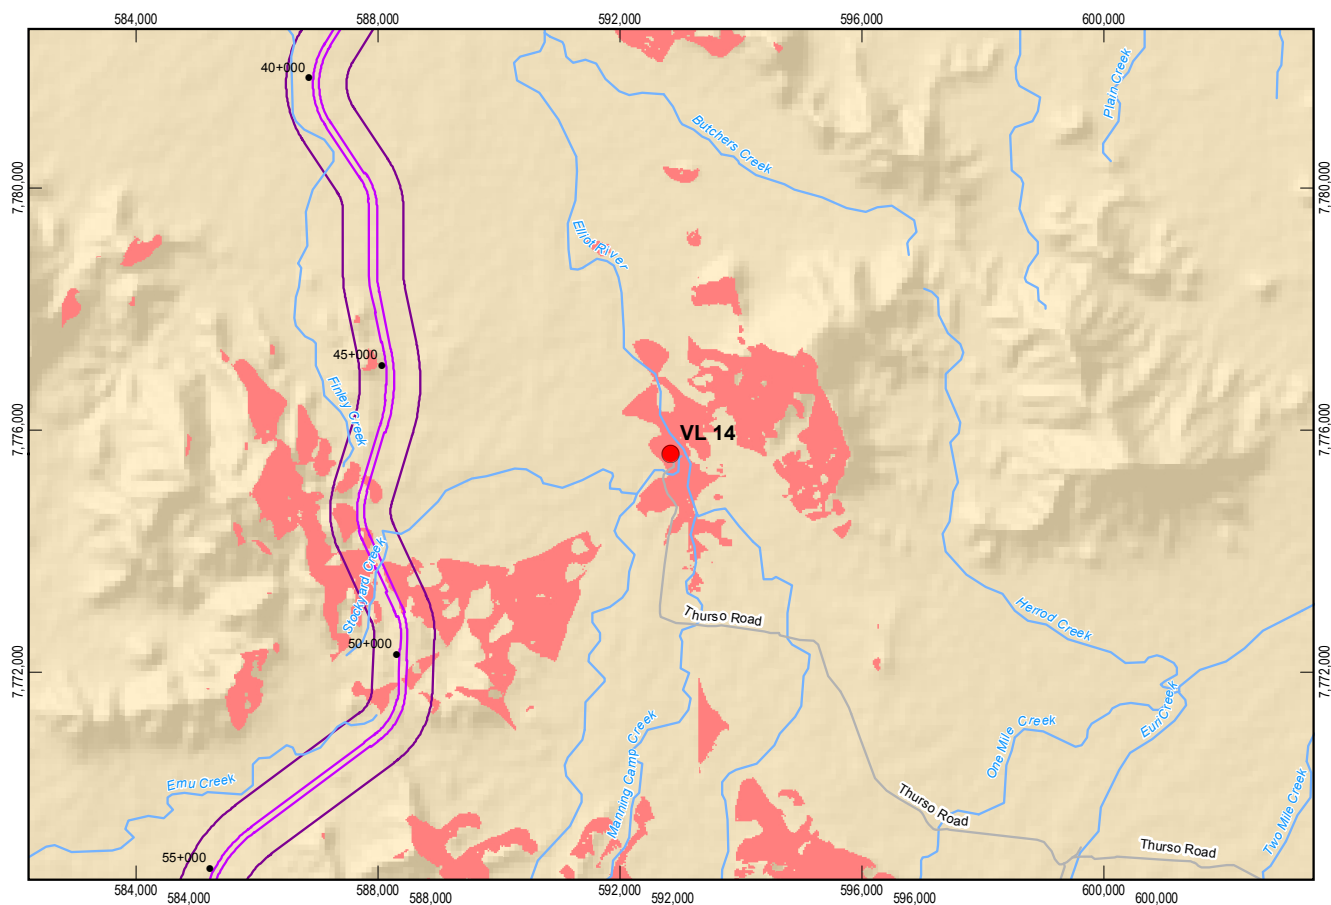 584,000
588,000
592,000
596,000
600,000
40+000
Plain Creek
Butchers Creek
7,780,000
7,780,000
Elliot River
45+000
Finley Creek
VL 14
7,776,000
7,776,000
Stockyard Creek
Thurso Road
Herrod Creek
50+000
7,772,000
7,772,000
Eun Creek
One Mile Creek
Manning Camp Creek
Emu Creek
Thurso Road
Two Mile Creek
Thurso Road
55+000
584,000
588,000
588,000
592,000
592,000
596,000
596,000
600,000
600,000